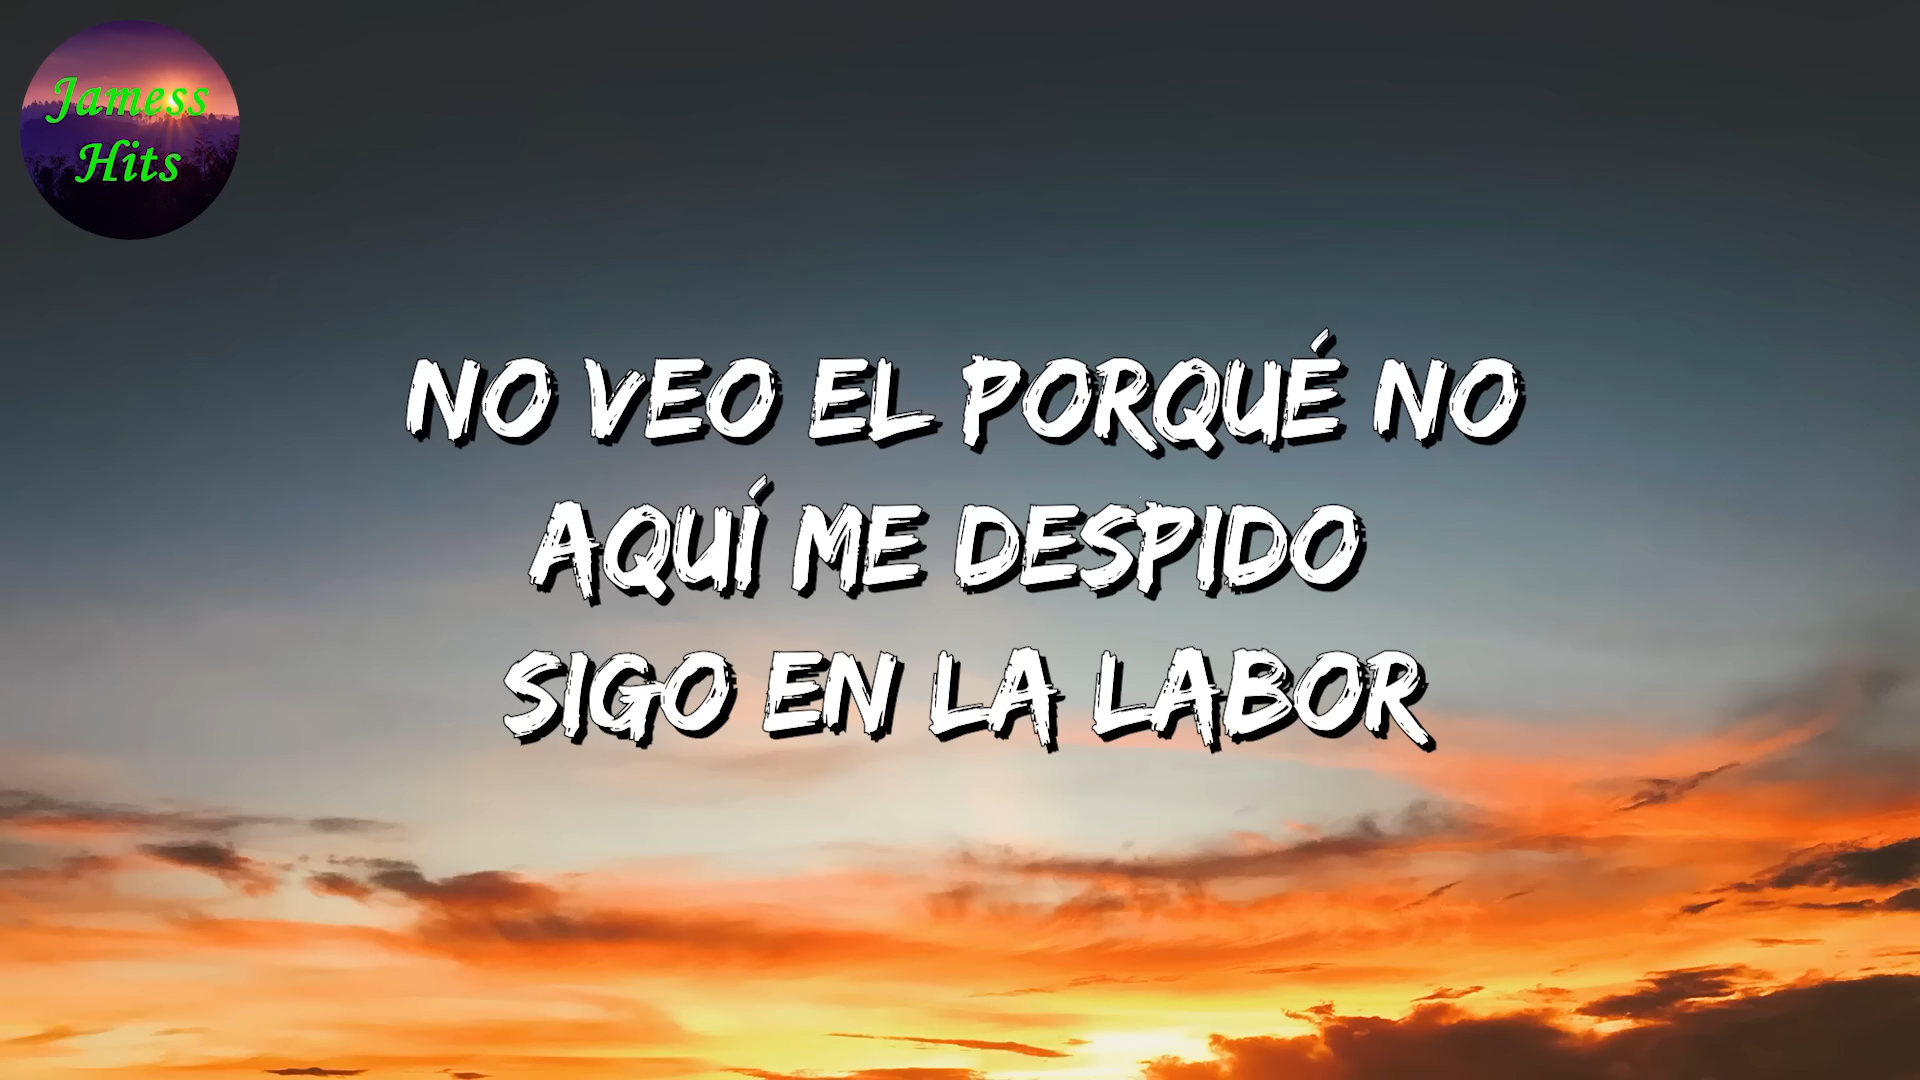 Jamess
Hits
NO VEO EL PORQUÉ NO
AQUÍ ME DESPIDO
SIGO EN LA LABOR